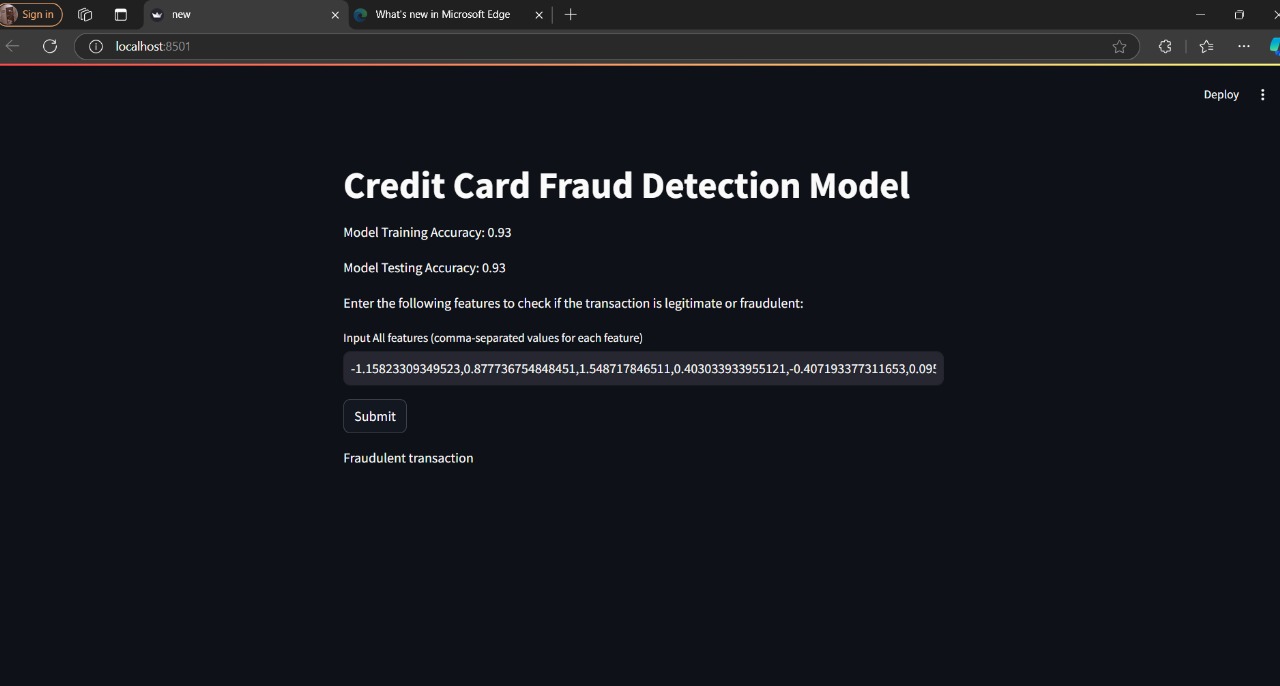 Sign in
new
What's new in Microsoft Edge
localhost:8501
Deploy
Credit Card Fraud Detection Model
Model Training Accuracy: 0.93
Model Testing Accuracy: 0.93
Enter the following features to check if the transaction is legitimate or fraudulent:
Input All features (comma-separated values for each feature)
-1.15823309349523,0.877736754848451,1.548717846511,0.403033933955121,-0.407193377311653,0.095
Submit
Fraudulent transaction